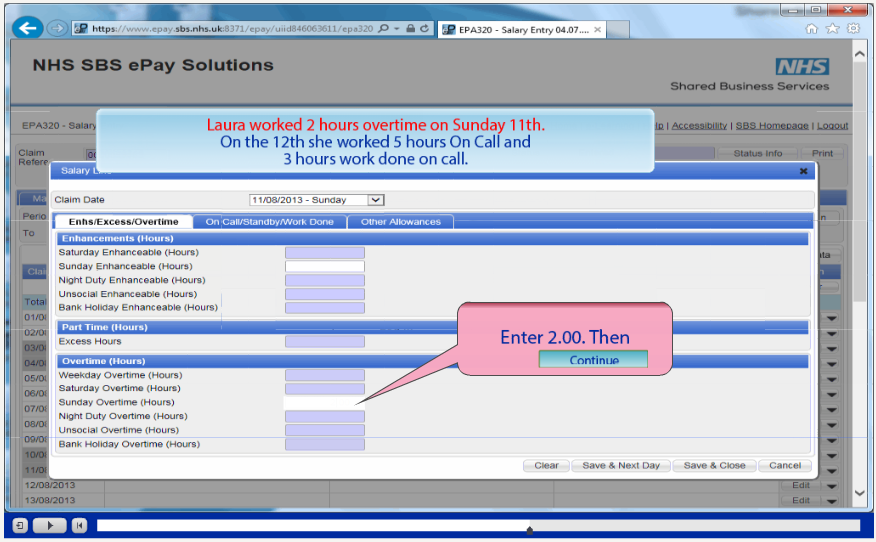 https://www.epay.sbs.nhs.uk:8371/epay/uiid846063611/epa320
EPA320 - Salary Entry 04.07....
NHS SBS ePay Solutions
NHS
Shared Business Services
EPA320 - Salary
| Accessibility | SBS Homepage | Logout
Laura worked 2 hours overtime on Sunday 11th.
On the 12th she worked 5 hours On Call and
3 hours work done on call.
Claim
Refere
Status Info Print
Salary
Claim Date 11/08/2013 - Sunday
Enhs/Excess/Overtime On Call/Standby/Work Done Other Allowances
Enhancements (Hours)
Saturday Enhanceable (Hours)
Sunday Enhanceable (Hours)
Night Duty Enhanceable (Hours)
Unsocial Enhanceable (Hours)
Bank Holiday Enhanceable (Hours)
Part Time (Hours)
Excess Hours
Overtime (Hours)
Weekday Overtime (Hours)
Saturday Overtime (Hours)
Sunday Overtime (Hours)
Night Duty Overtime (Hours)
Unsocial Overtime (Hours)
Bank Holiday Overtime (Hours)
Enter 2.00. Then
Continue
Clear Save & Next Day Save & Close Cancel
Perio
To
Clai
Total
01/0
02/0
03/0
04/0
05/0
06/0
07/0
08/0
09/0
10/0
11/0
12/08/2013 Edit
13/08/2013 Edit